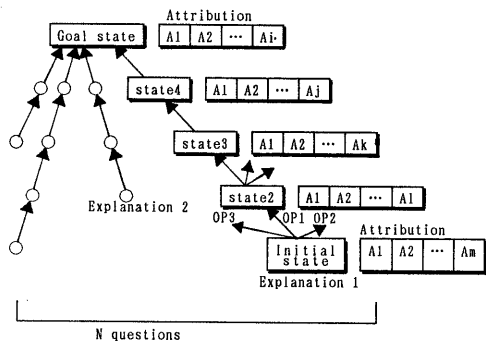 Attribution
Goal state
A1 A2 ⋯ Ai
state4
A1 A2 ⋯ Aj
state3
A1 A2 ⋯ Ak
state2
A1 A2 ⋯ Al
Explanation 2
OP3 OP1 OP2
Attribution
Initial
state
A1 A2 ⋯ Am
Explanation 1
N questions